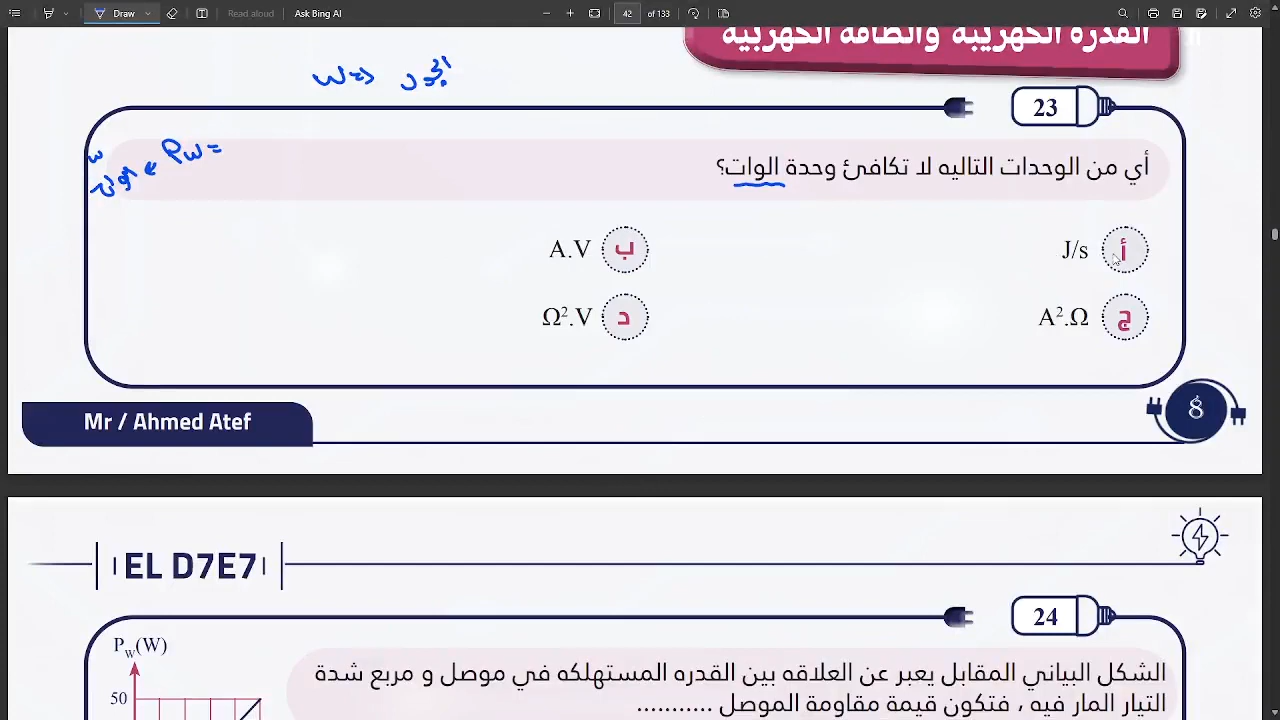 Draw
Read aloud
Ask Bing AI
42 of 133
القدرة الكهربية والطاقة الكهربية
W
23
Pw =
w
أي من الوحدات التاليه لا تكافئ وحدة الوات؟
أ J/s
ب A.V
ج A².Ω
د Ω².V
Mr / Ahmed Atef
8
EL D7E7
24
الشكل البياني المقابل يعبر عن العلاقه بين القدره المستهلكه في موصل و مربع شدة
التيار المار فيه ، فتكون قيمة مقاومة الموصل ...........
P_W(W)
50